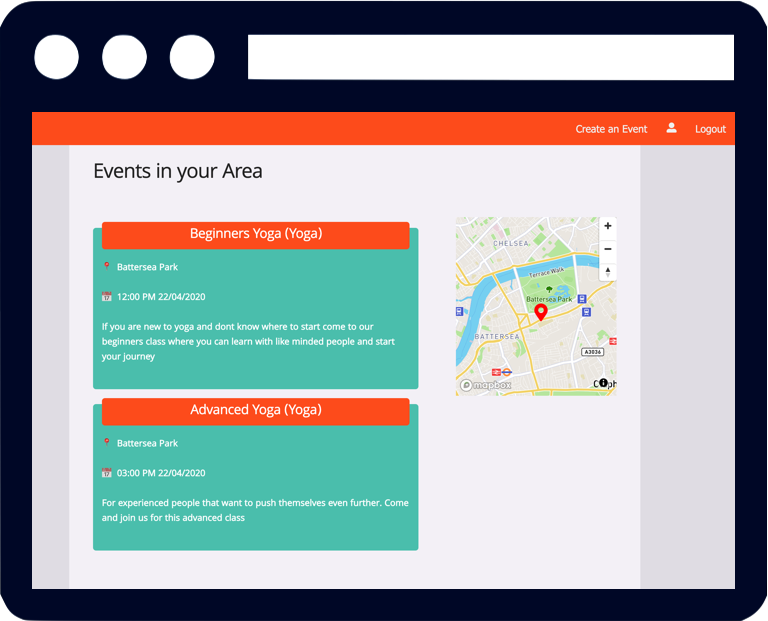 Create an Event
Logout
Events in your Area
Beginners Yoga (Yoga)
Battersea Park
12:00 PM 22/04/2020
If you are new to yoga and dont know where to start come to our
beginners class where you can learn with like minded people and start
your journey
Advanced Yoga (Yoga)
Battersea Park
03:00 PM 22/04/2020
For experienced people that want to push themselves even further. Come
and join us for this advanced class
CHELSEA
Terrace Walk
Battersea Park
BATTERSEA
A3036
mapbox